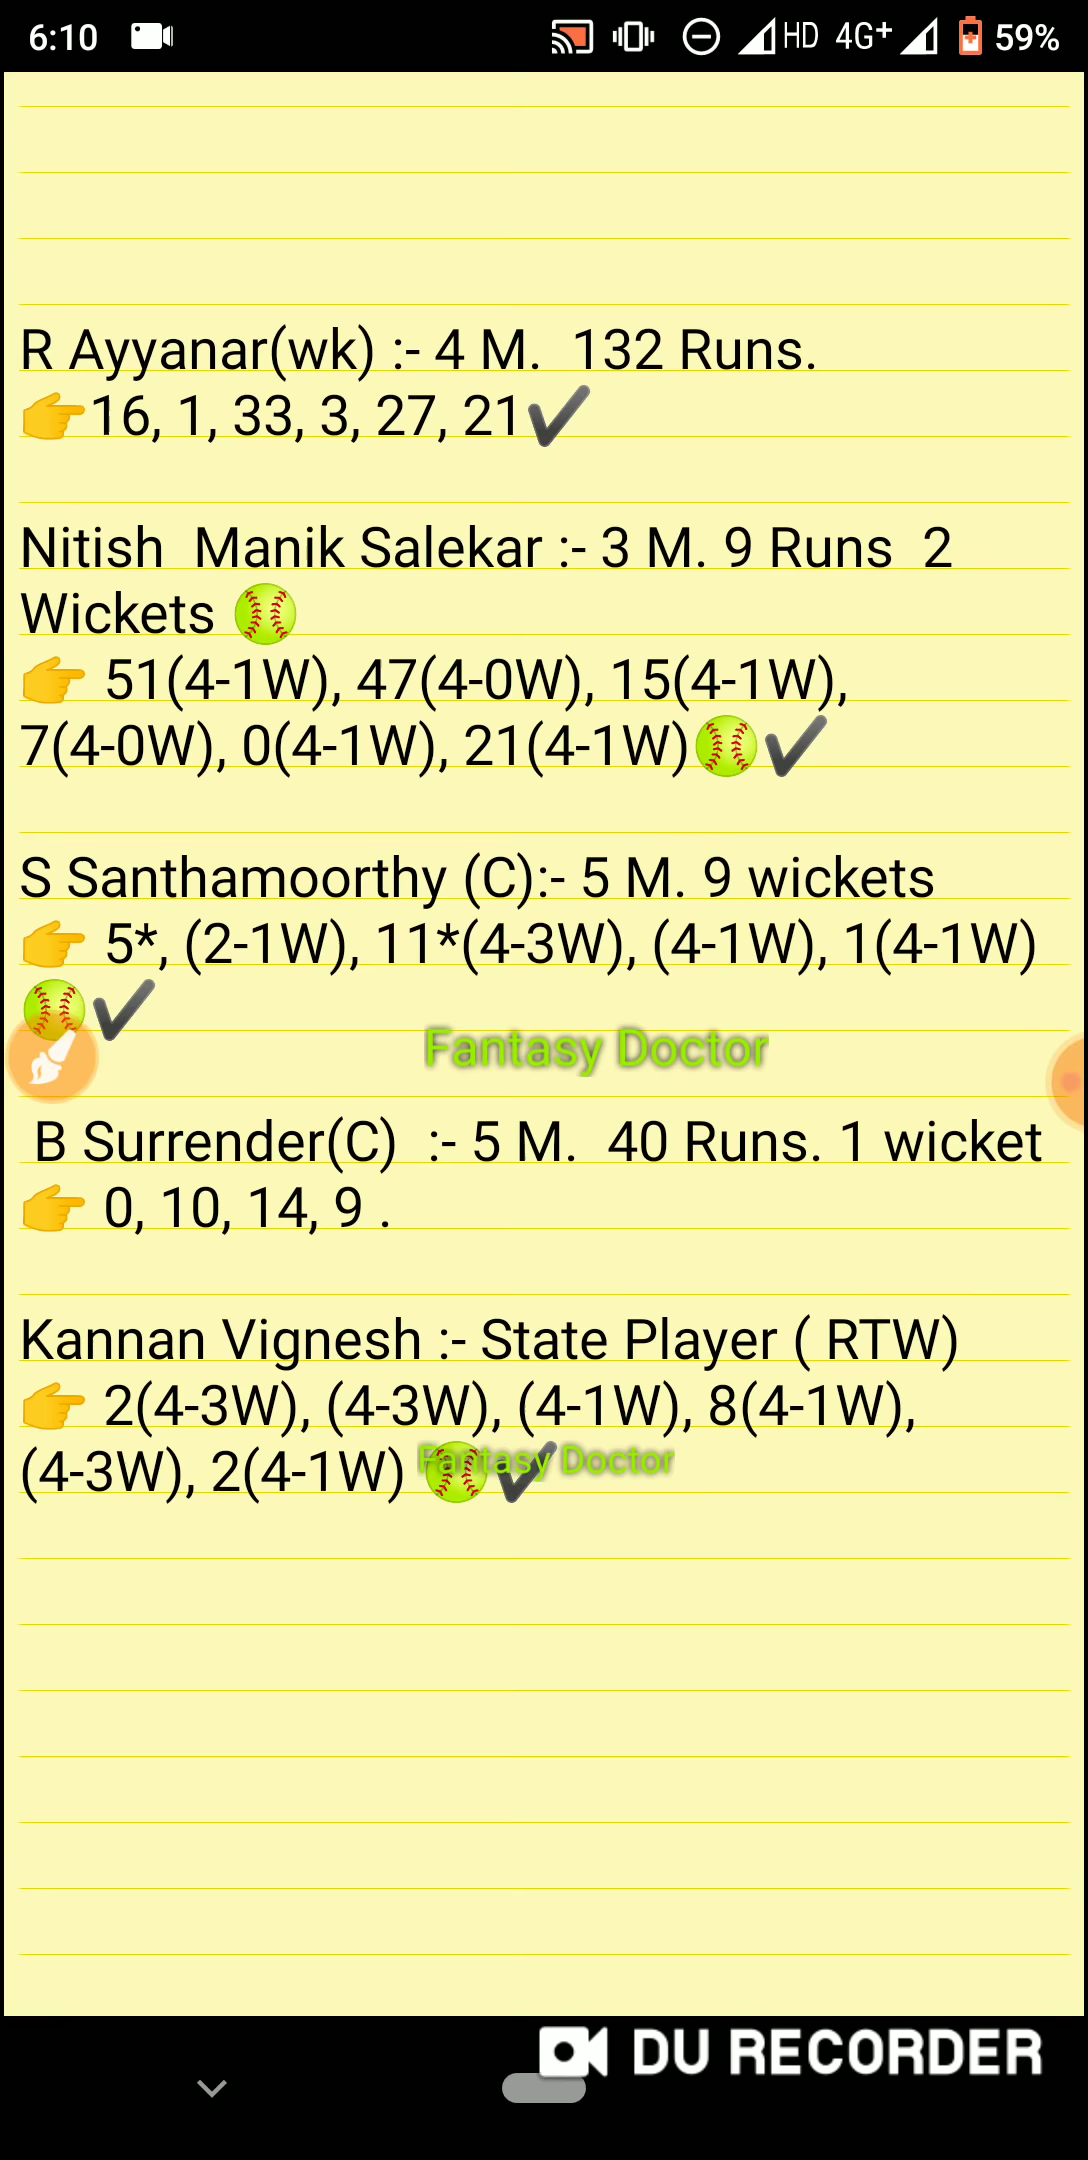 6:10 HD 4G+ 59%
R Ayyanar(wk) :- 4 M.  132 Runs.
👉16, 1, 33, 3, 27, 21✔
Nitish  Manik Salekar :- 3 M. 9 Runs  2
Wickets 🥎
👉 51(4-1W), 47(4-0W), 15(4-1W),
7(4-0W), 0(4-1W), 21(4-1W)🥎✔
S Santhamoorthy (C):- 5 M. 9 wickets
👉 5*, (2-1W), 11*(4-3W), (4-1W), 1(4-1W)
🥎✔
Fantasy Doctor
B Surrender(C)  :- 5 M.  40 Runs. 1 wicket
👉 0, 10, 14, 9 .
Kannan Vignesh :- State Player ( RTW)
👉 2(4-3W), (4-3W), (4-1W), 8(4-1W),
(4-3W), 2(4-1W) 🥎✔
Fantasy Doctor
DU RECORDER